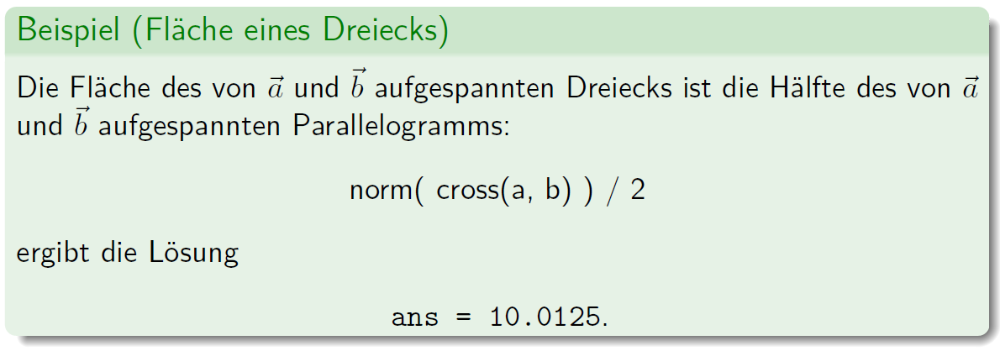 Beispiel (Fläche eines Dreiecks)
Die Fläche des von $\vec{a}$ und $\vec{b}$ aufgespannten Dreiecks ist die Hälfte des von $\vec{a}$
und $\vec{b}$ aufgespannten Parallelogramms:
norm( cross(a, b) ) / 2
ergibt die Lösung
ans = 10.0125.